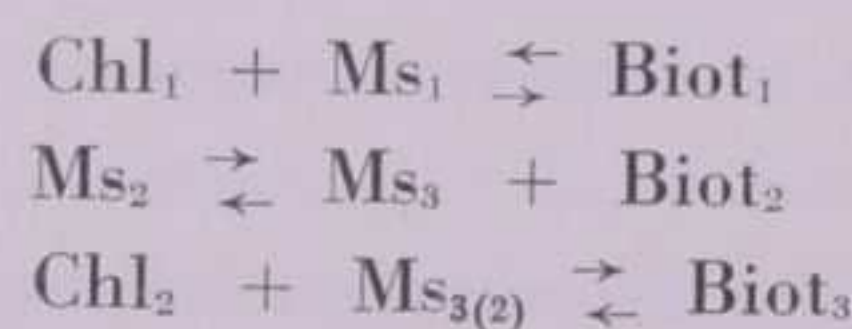 Chl₁ + Ms₁ ⇆ Biot₁
Ms₂ ⇄ Ms₃ + Biot₂
Chl₂ + Ms₃₍₂₎ ⇄ Biot₃